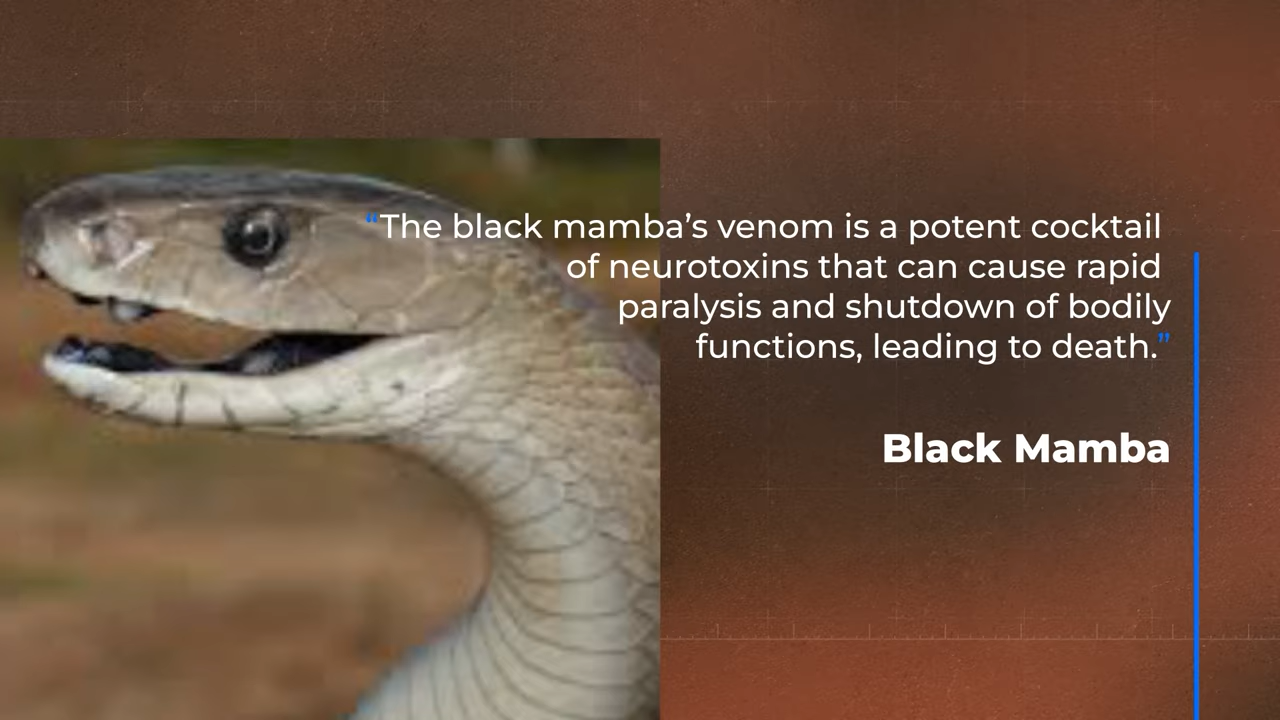 “The black mamba’s venom is a potent cocktail
of neurotoxins that can cause rapid
paralysis and shutdown of bodily
functions, leading to death.”
Black Mamba